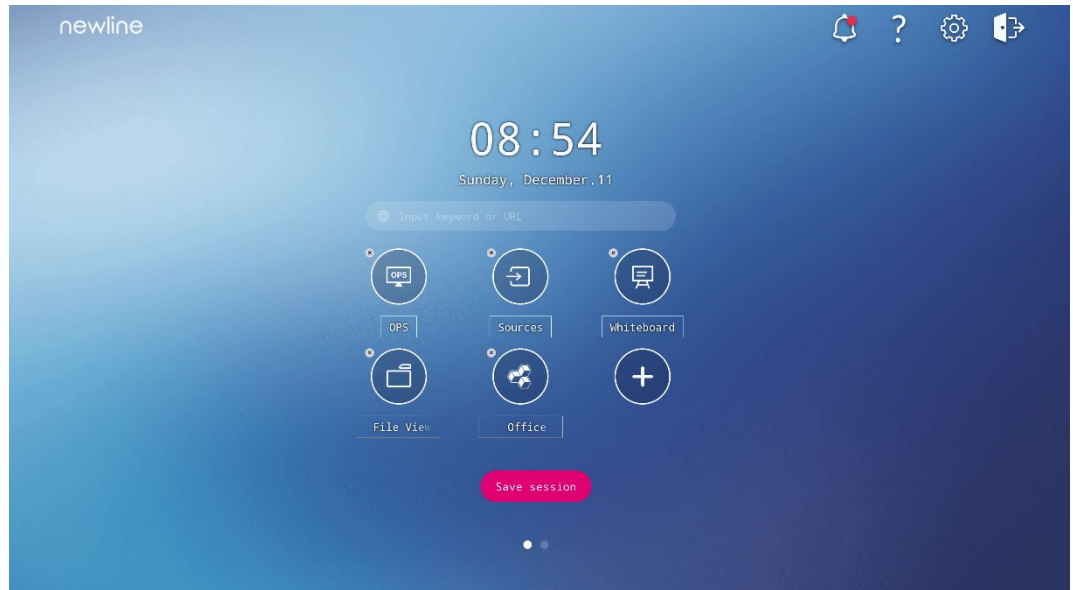 newline
?
08:54
Sunday, December.11
Input keyword or URL
OPS
OPS Sources Whiteboard
File View Office
Save session